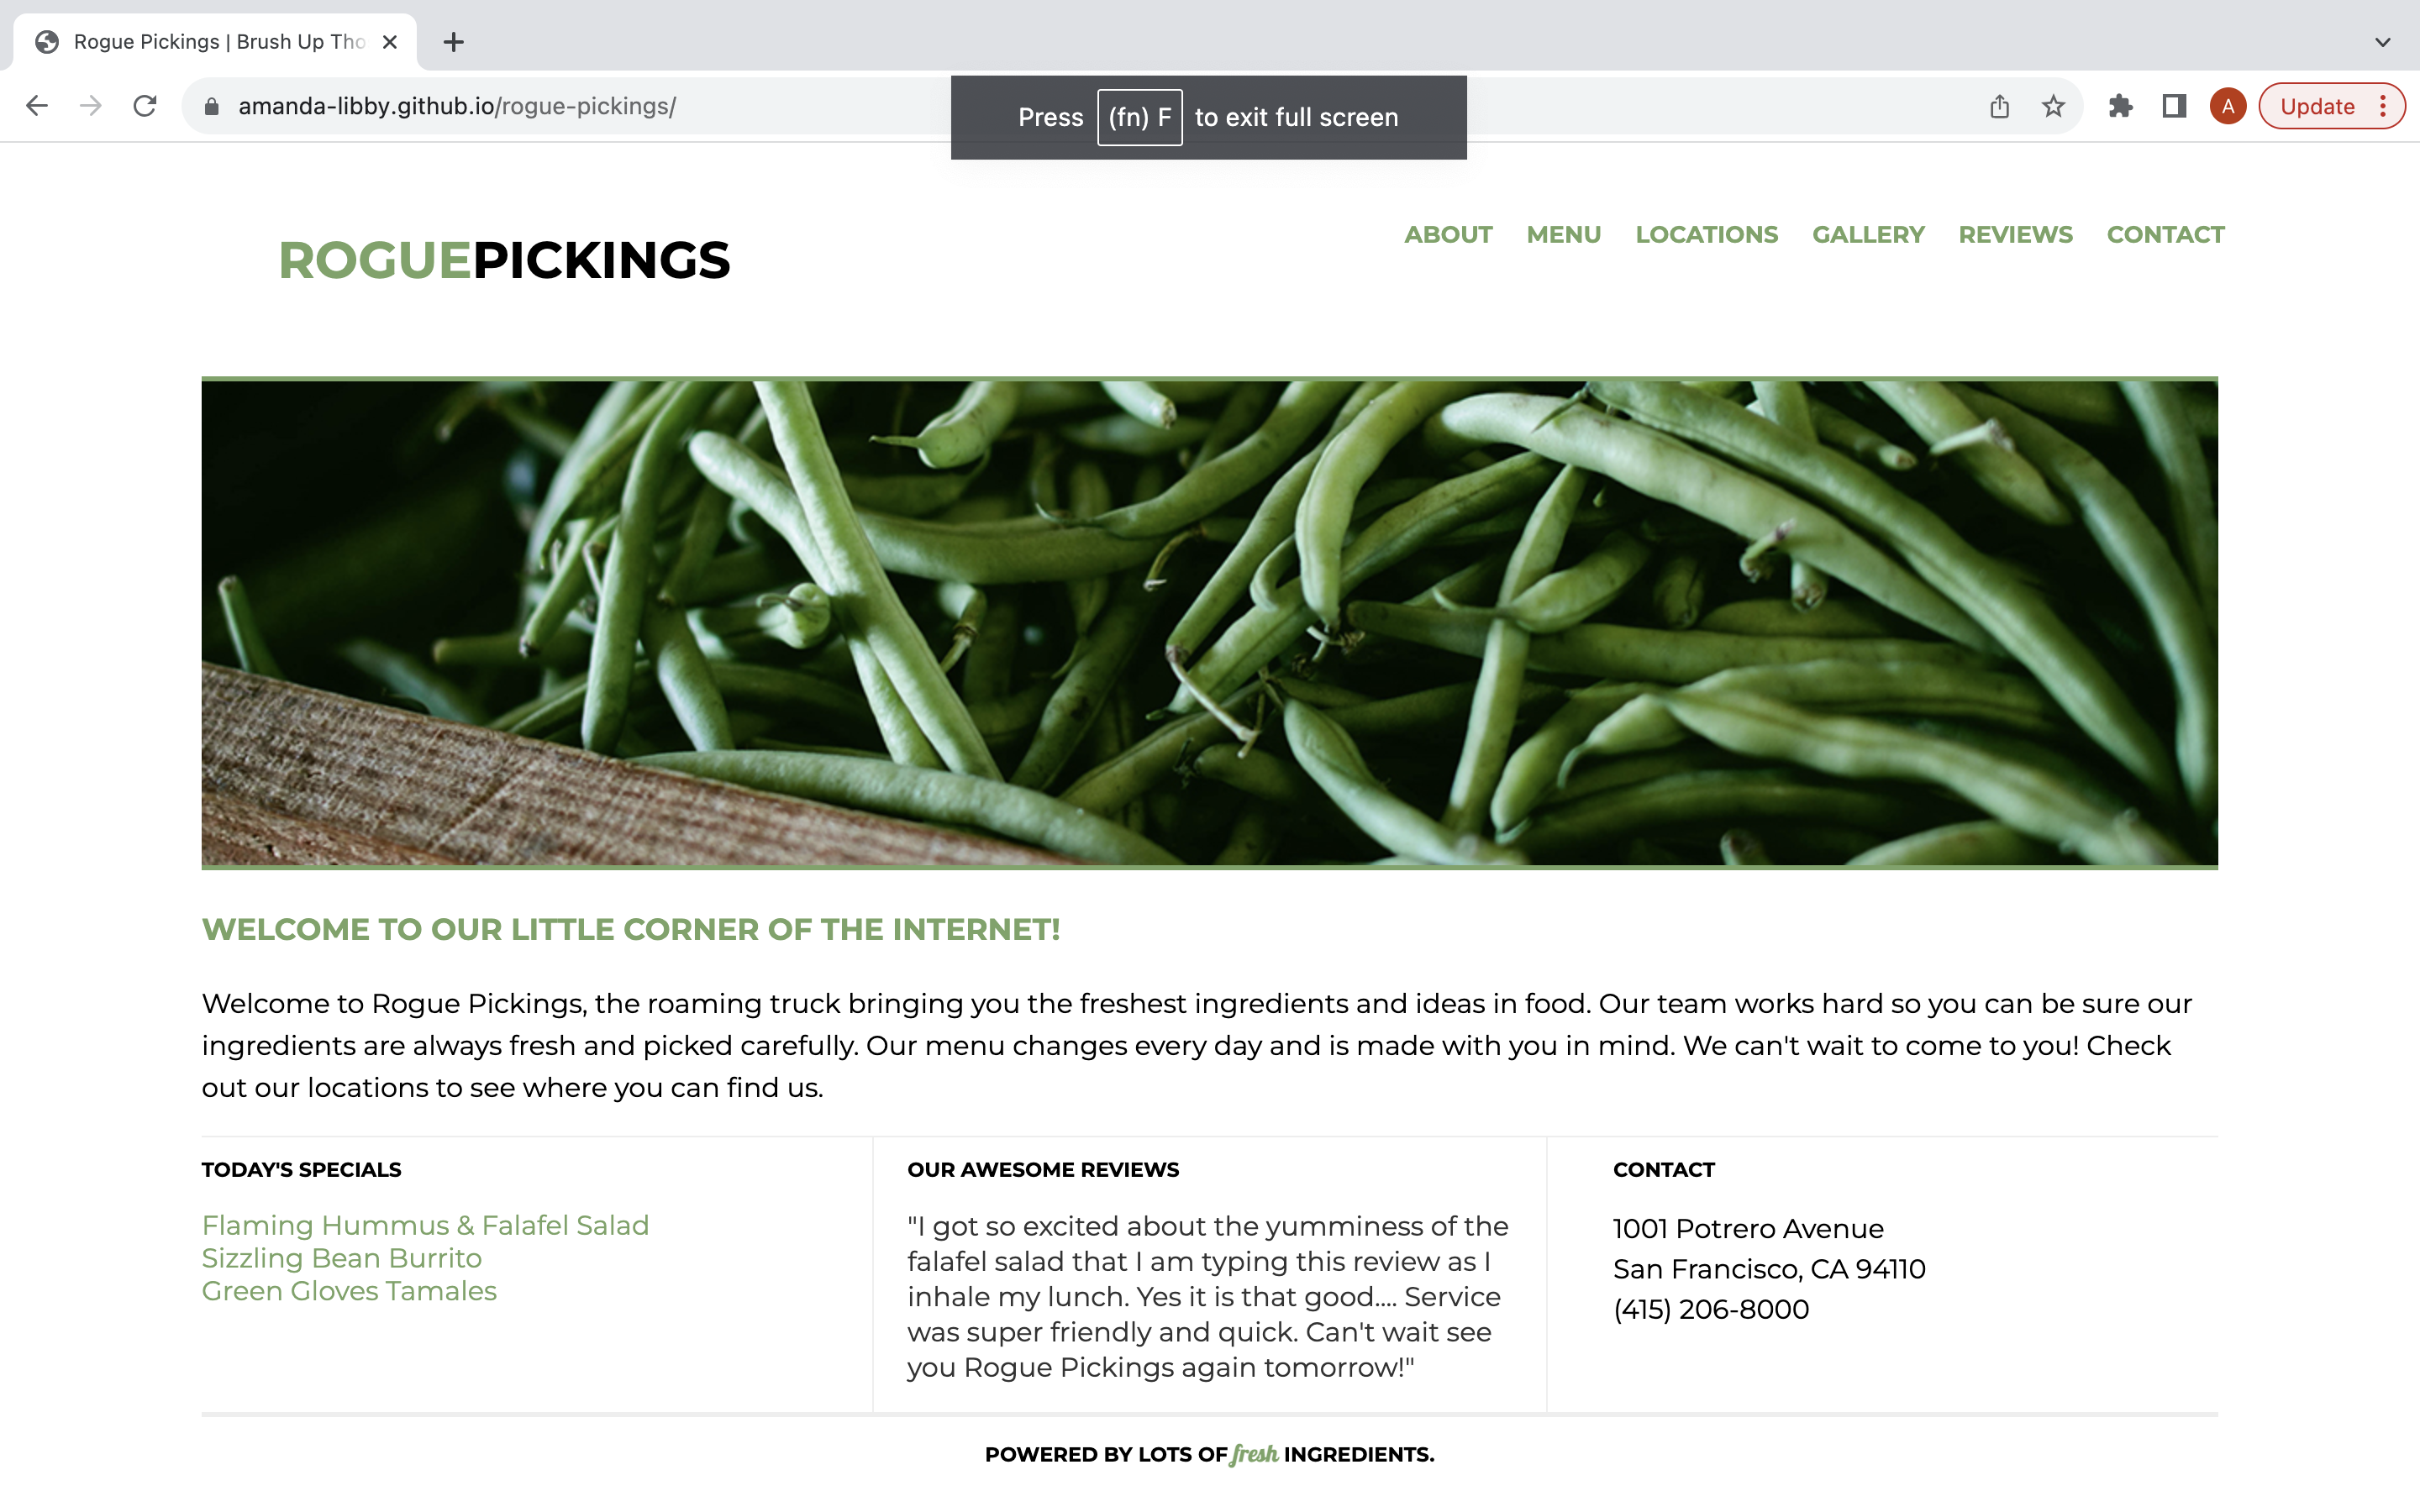 Rogue Pickings | Brush Up Tho
amanda-libby.github.io/rogue-pickings/
Press (fn) F to exit full screen
A
Update
ROGUEPICKINGS
ABOUT MENU LOCATIONS GALLERY REVIEWS CONTACT
WELCOME TO OUR LITTLE CORNER OF THE INTERNET!
Welcome to Rogue Pickings, the roaming truck bringing you the freshest ingredients and ideas in food. Our team works hard so you can be sure our
ingredients are always fresh and picked carefully. Our menu changes every day and is made with you in mind. We can't wait to come to you! Check
out our locations to see where you can find us.
TODAY'S SPECIALS
Flaming Hummus & Falafel Salad
Sizzling Bean Burrito
Green Gloves Tamales
OUR AWESOME REVIEWS
"I got so excited about the yumminess of the
falafel salad that I am typing this review as I
inhale my lunch. Yes it is that good.... Service
was super friendly and quick. Can't wait see
you Rogue Pickings again tomorrow!"
CONTACT
1001 Potrero Avenue
San Francisco, CA 94110
(415) 206-8000
POWERED BY LOTS OF fresh INGREDIENTS.